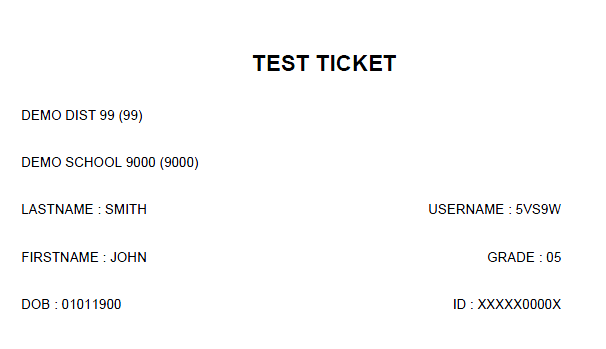 TEST TICKET
DEMO DIST 99 (99)
DEMO SCHOOL 9000 (9000)
LASTNAME : SMITH USERNAME : 5VS9W
FIRSTNAME : JOHN GRADE : 05
DOB : 01011900 ID : XXXXX0000X